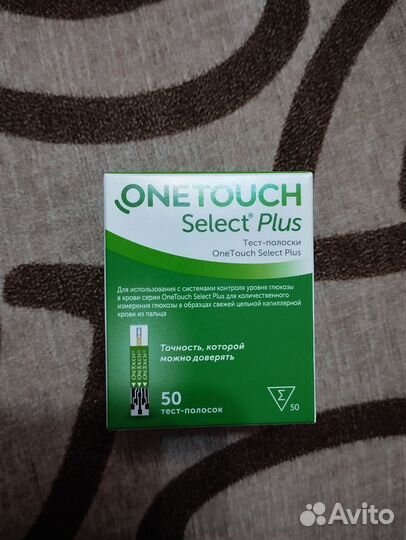 ONETOUCH
Select® Plus
Тест-полоски
OneTouch Select Plus
Для использования с системами контроля уровня глюкозы
в крови серии OneTouch Select Plus для количественного
измерения глюкозы в образцах свежей цельной капиллярной
крови из пальца
Точность, которой
можно доверять
50
тест-полосок
Σ
50
Avito